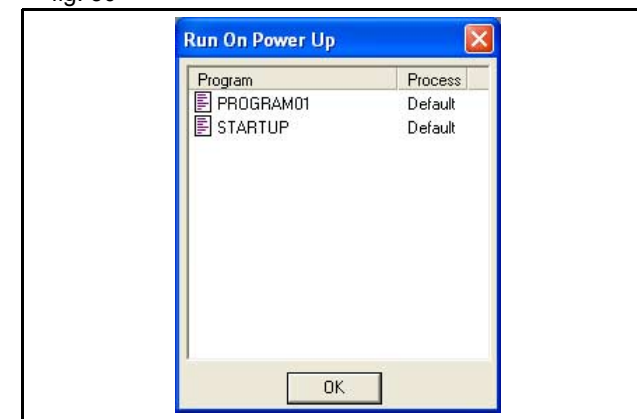 Run On Power Up
Program Process
PROGRAM01 Default
STARTUP Default
OK